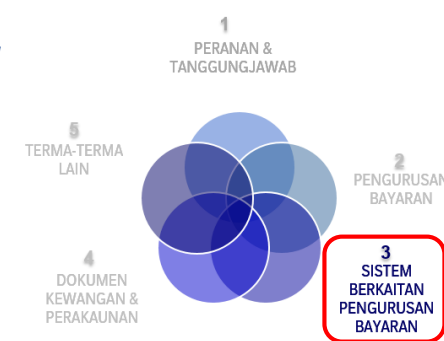 1
PERANAN &
TANGGUNGJAWAB
5
TERMA-TERMA
LAIN
2
PENGURUSAN
BAYARAN
3
SISTEM
BERKAITAN
PENGURUSAN
BAYARAN
4
DOKUMEN
KEWANGAN &
PERAKAUNAN